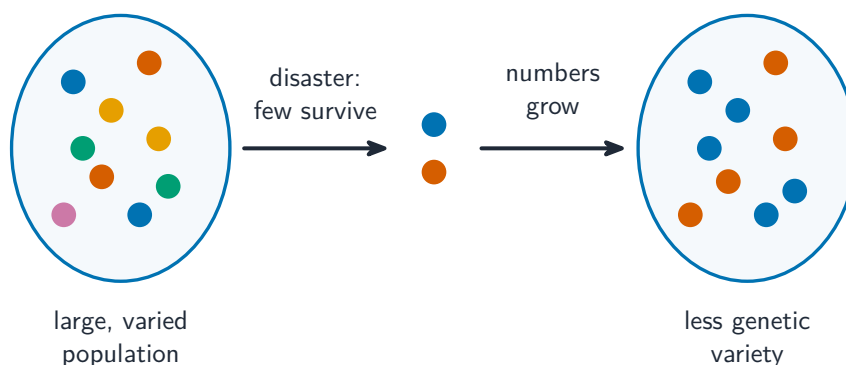 disaster:
few survive
numbers
grow
large, varied
population
less genetic
variety